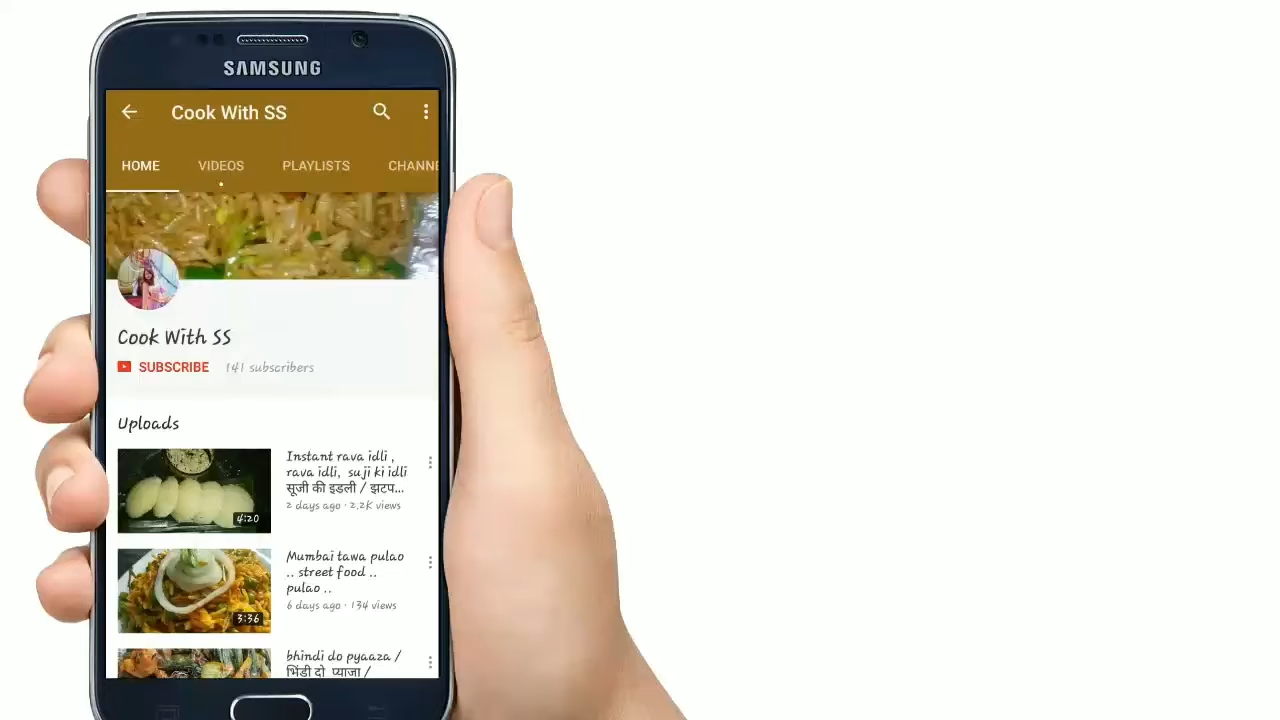 SAMSUNG
Cook With SS
HOME VIDEOS PLAYLISTS CHANNE
Cook With SS
SUBSCRIBE 141 subscribers
Uploads
Instant rava idli ,
rava idli, suji ki idli
सूजी की इडली / झटप...
2 days ago · 2.2K views
4:20
Mumbai tawa pulao
.. street food ..
pulao ..
6 days ago · 134 views
3:36
bhindi do pyaaza /
भिंडी दो प्याजा /